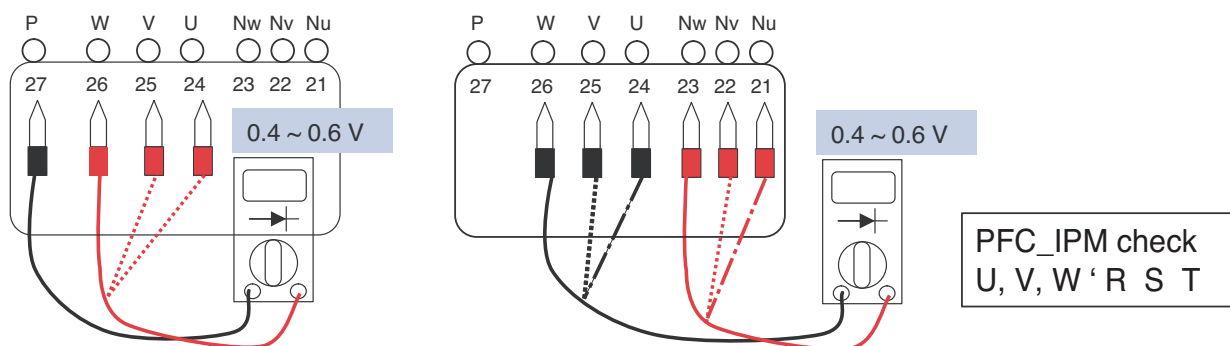 P W V U Nw Nv Nu
27 26 25 24 23 22 21
0.4 ~ 0.6 V
P W V U Nw Nv Nu
27 26 25 24 23 22 21
0.4 ~ 0.6 V
PFC_IPM check
U, V, W ‘ R S T